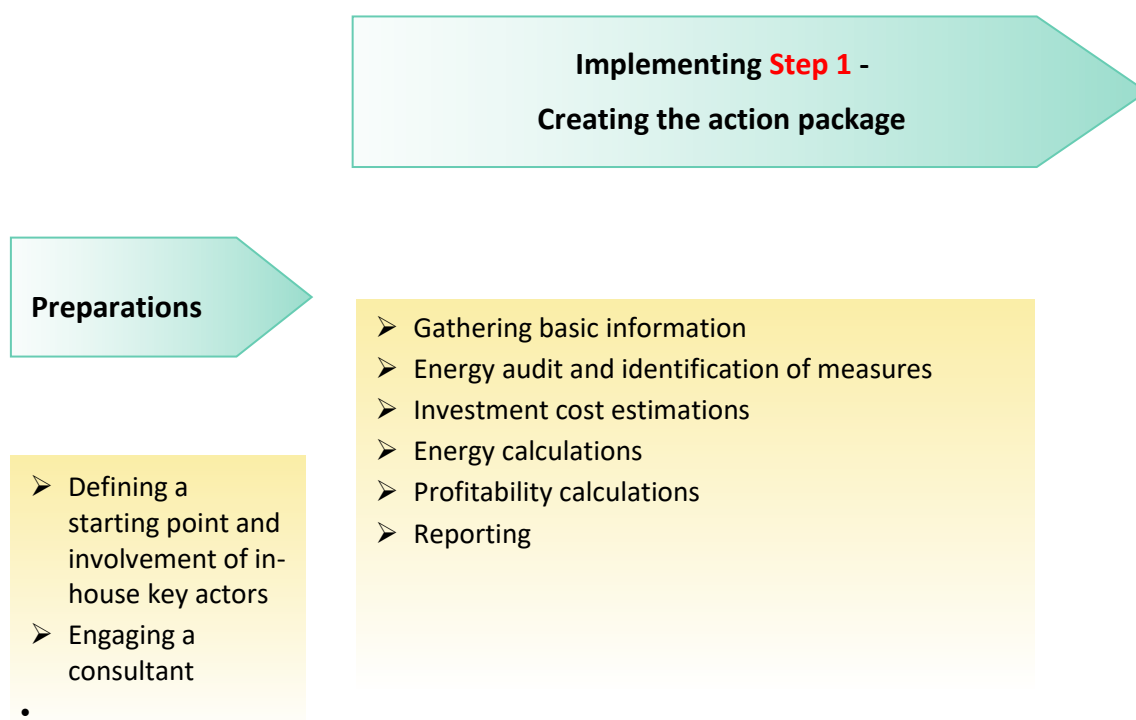 Implementing Step 1 -
Creating the action package
Preparations
➢ Gathering basic information
➢ Energy audit and identification of measures
➢ Investment cost estimations
➢ Energy calculations
➢ Profitability calculations
➢ Reporting
➢ Defining a
starting point and
involvement of in-
house key actors
➢ Engaging a
consultant
•